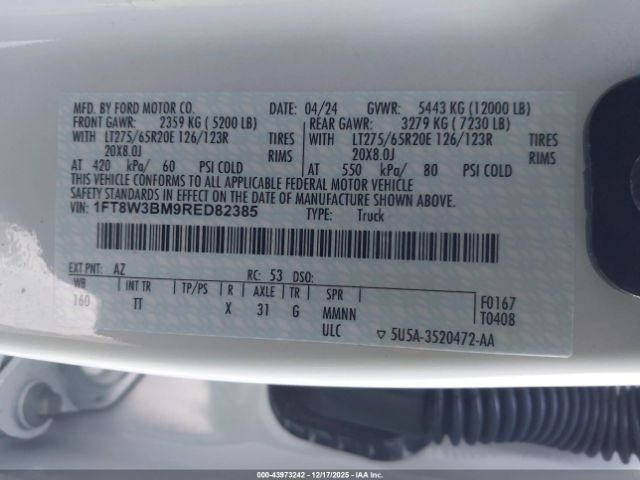 MFD. BY FORD MOTOR CO. DATE: 04/24 GVWR: 5443 KG (12000 LB)
FRONT GAWR: 2359 KG (5200 LB) REAR GAWR: 3279 KG (7230 LB)
WITH LT275/65R20E 126/123R TIRES WITH LT275/65R20E 126/123R TIRES
20X8.0J RIMS 20X8.0J RIMS
AT 420 kPa/ 60 PSI COLD AT 550 kPa/ 80 PSI COLD
THIS VEHICLE CONFORMS TO ALL APPLICABLE FEDERAL MOTOR VEHICLE
SAFETY STANDARDS IN EFFECT ON THE DATE OF MANUFACTURE SHOWN ABOVE.
VIN: 1FT8W3BM9RED82385 TYPE: Truck
EXT PNT: AZ RC: 53 DSO:
WB INT TR TP/PS R AXLE TR SPR F0167
160 TT X 31 G MMNN T0408
ULC ▽ 5U5A-3520472-AA
000-43973242 - 12/17/2025 - IAA, Inc.